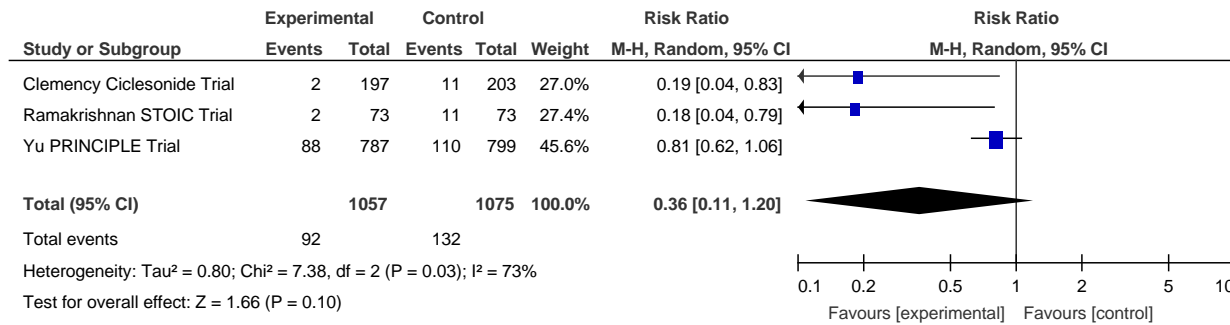 Experimental Control Risk Ratio Risk Ratio
Study or Subgroup Events Total Events Total Weight M-H, Random, 95% CI M-H, Random, 95% CI
Clemency Ciclesonide Trial 2 197 11 203 27.0% 0.19 [0.04, 0.83]
Ramakrishnan STOIC Trial 2 73 11 73 27.4% 0.18 [0.04, 0.79]
Yu PRINCIPLE Trial 88 787 110 799 45.6% 0.81 [0.62, 1.06]
Total (95% CI) 1057 1075 100.0% 0.36 [0.11, 1.20]
Total events 92 132
Heterogeneity: Tau² = 0.80; Chi² = 7.38, df = 2 (P = 0.03); I² = 73%
Test for overall effect: Z = 1.66 (P = 0.10)
0.1 0.2 0.5 1 2 5 10
Favours [experimental] Favours [control]